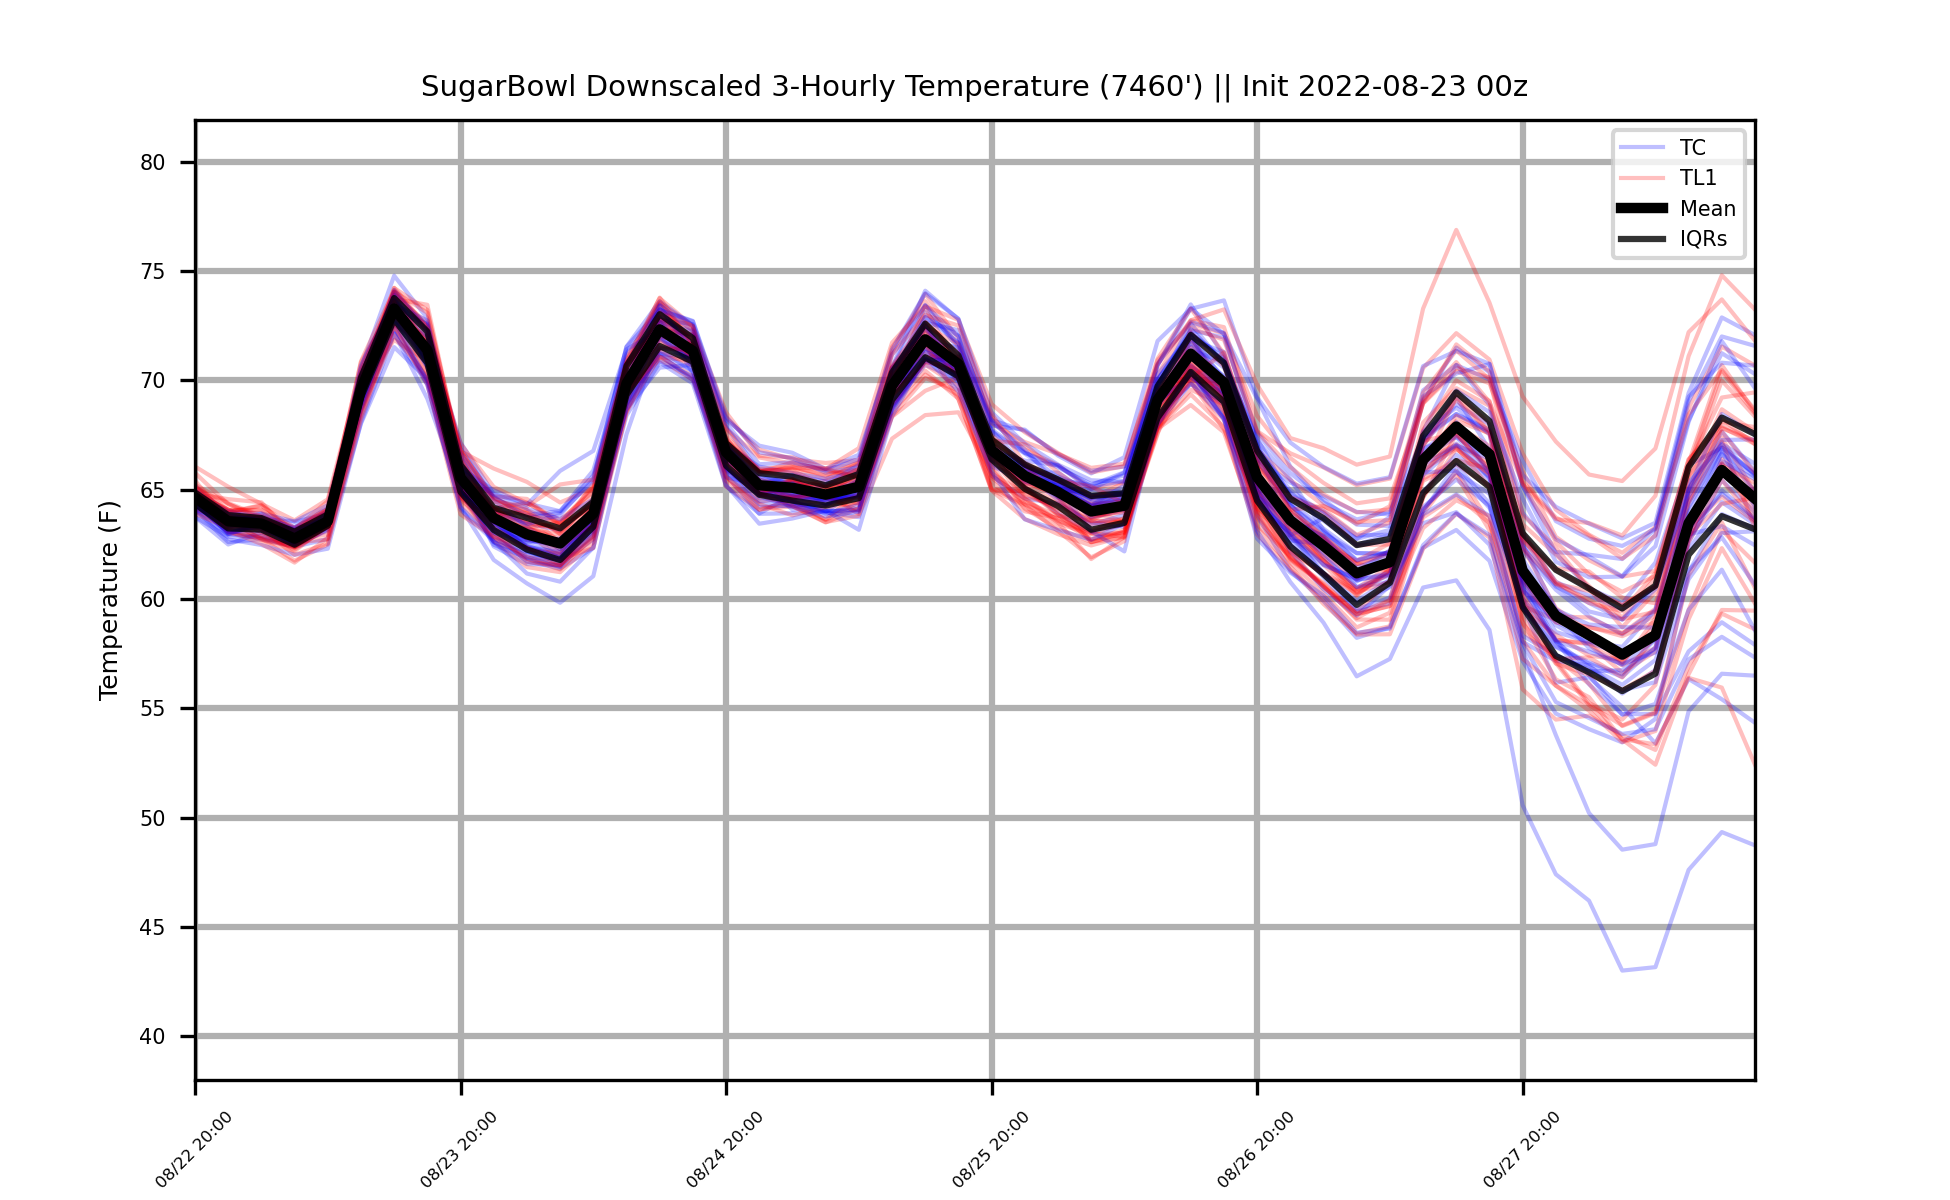 SugarBowl Downscaled 3-Hourly Temperature (7460') || Init 2022-08-23 00z
TC
TL1
Mean
IQRs
Temperature (F)
80
75
70
65
60
55
50
45
40
08/22 20:00
08/23 20:00
08/24 20:00
08/25 20:00
08/26 20:00
08/27 20:00